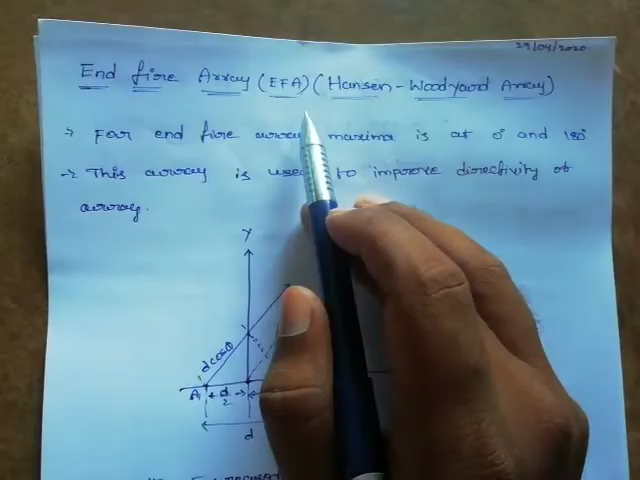 29/04/2020
End fire Array (EFA) (Hansen-Woodyard Array)
→ For end fire array maxima is at 0° and 180°
→ This array is used to improve directivity of
array.
Y
d cosθ
A1 d/2
d